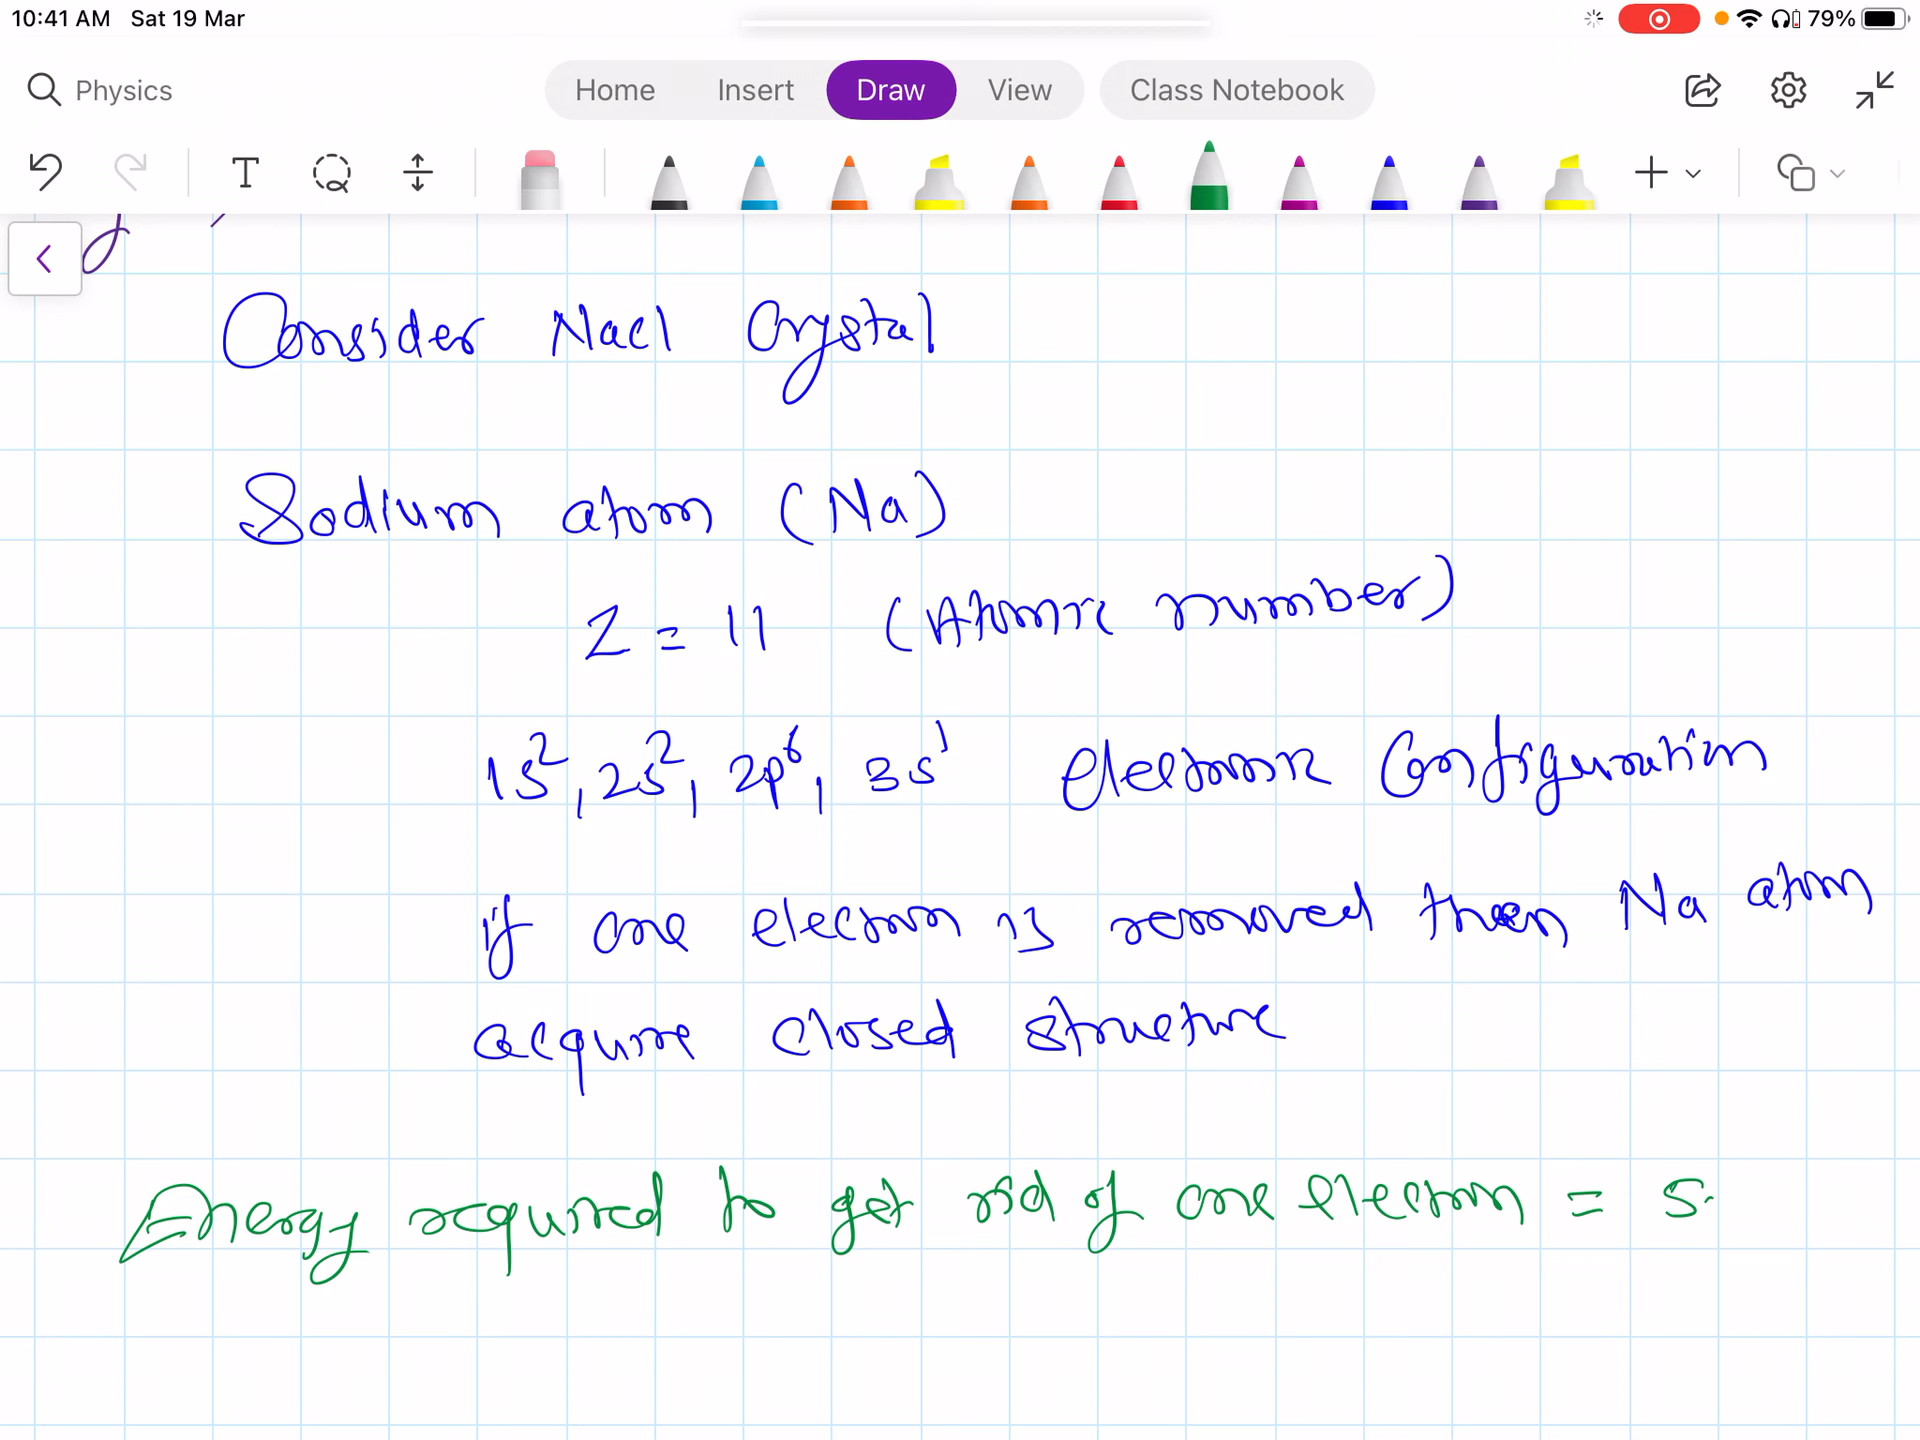 10:41 AM Sat 19 Mar
79%
Physics
Home Insert Draw View Class Notebook
T
Consider Nacl Crystal
Sodium atom (Na)
Z = 11 (Atomic number)
1s², 2s², 2p⁶, 3s¹ electronic Configuration
if one electron is removed then Na atom
acquire closed structure
Energy required to get rid of one electron = 5.